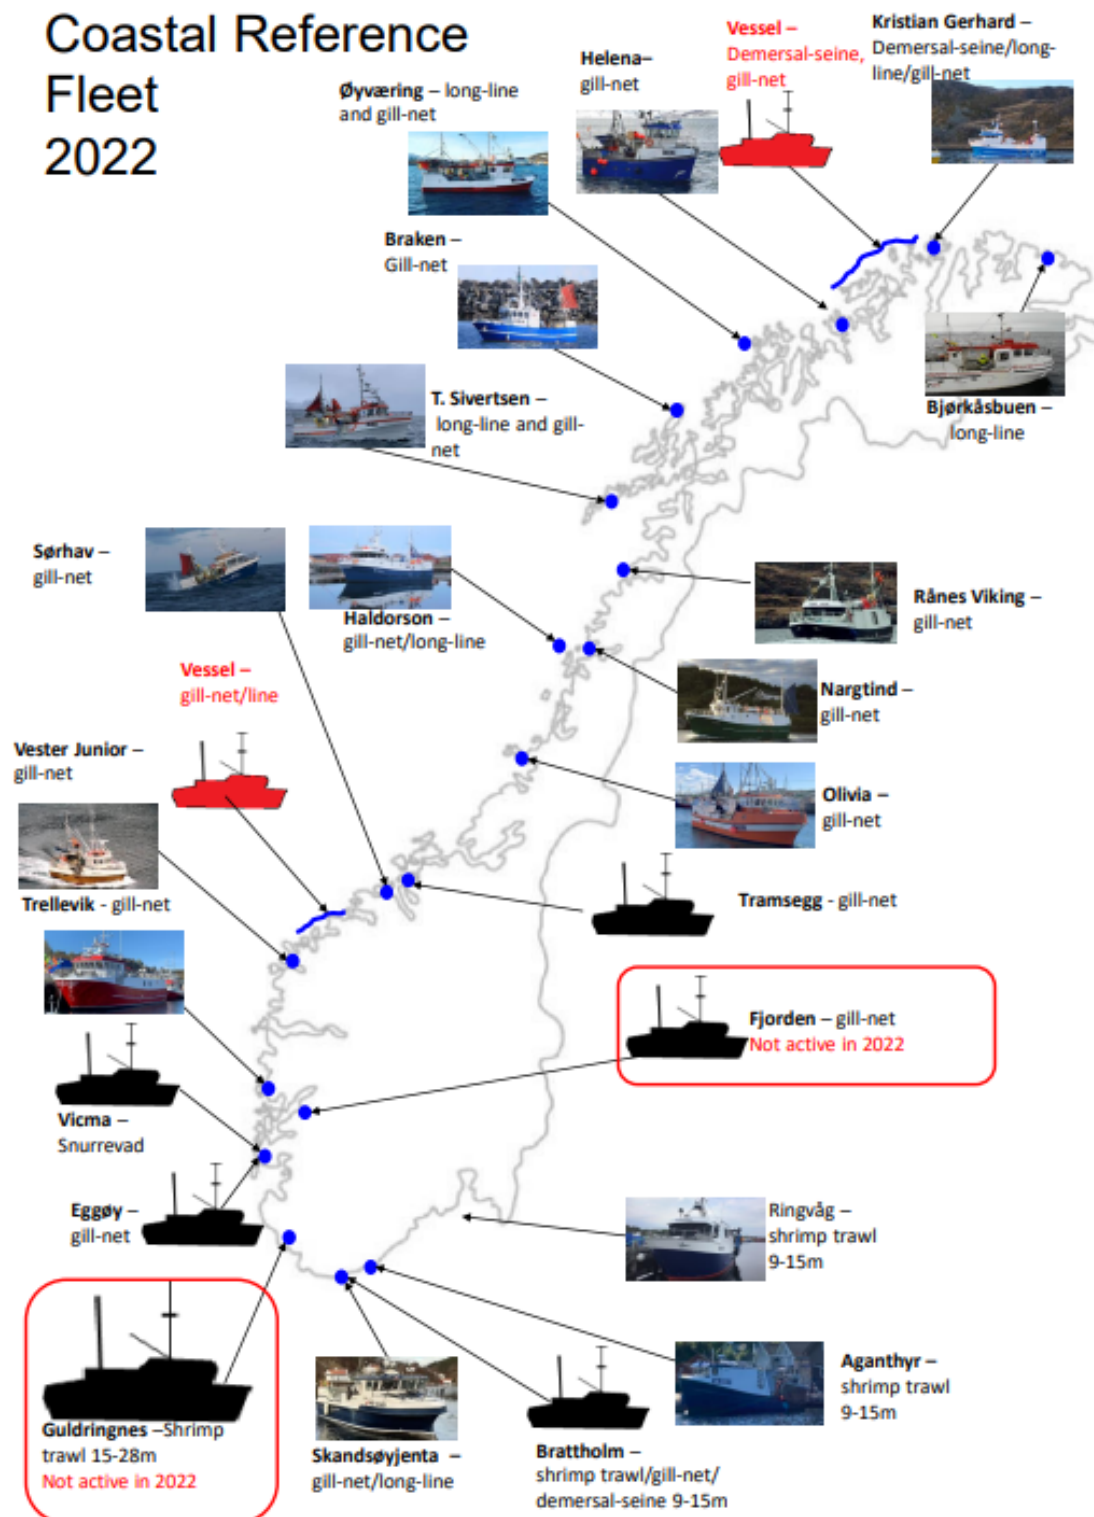 Coastal Reference
Fleet
2022
Øyværing – long-line
and gill-net
Helena–
gill-net
Vessel –
Demersal-seine,
gill-net
Kristian Gerhard –
Demersal-seine/long-
line/gill-net
Braken –
Gill-net
T. Sivertsen –
long-line and gill-
net
Bjørkåsbuen –
long-line
Sørhav –
gill-net
Haldorson –
gill-net/long-line
Rånes Viking –
gill-net
Vessel –
gill-net/line
Nargtind –
gill-net
Vester Junior –
gill-net
Olivia –
gill-net
Trellevik - gill-net
Tramsegg - gill-net
Fjorden – gill-net
Not active in 2022
Vicma –
Snurrevad
Eggøy –
gill-net
Ringvåg –
shrimp trawl
9-15m
Guldringnes –Shrimp
trawl 15-28m
Not active in 2022
Skandsøyjenta –
gill-net/long-line
Brattholm –
shrimp trawl/gill-net/
demersal-seine 9-15m
Aganthyr –
shrimp trawl
9-15m